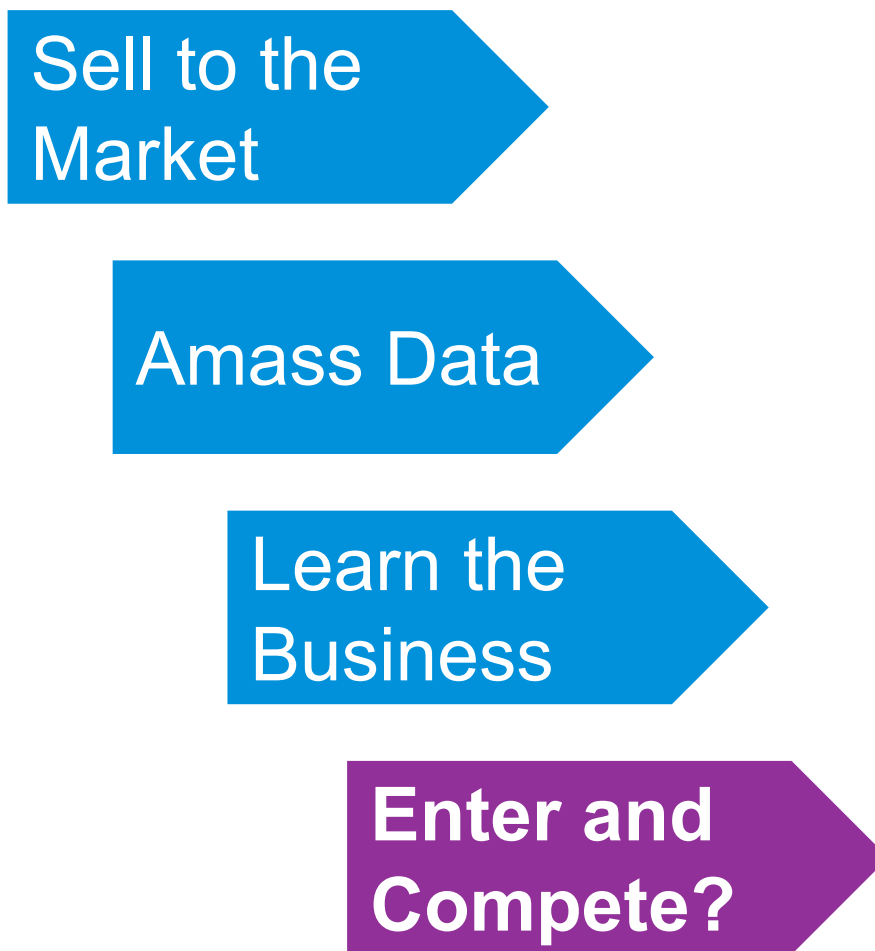 Sell to the
Market
Amass Data
Learn the
Business
Enter and
Compete?